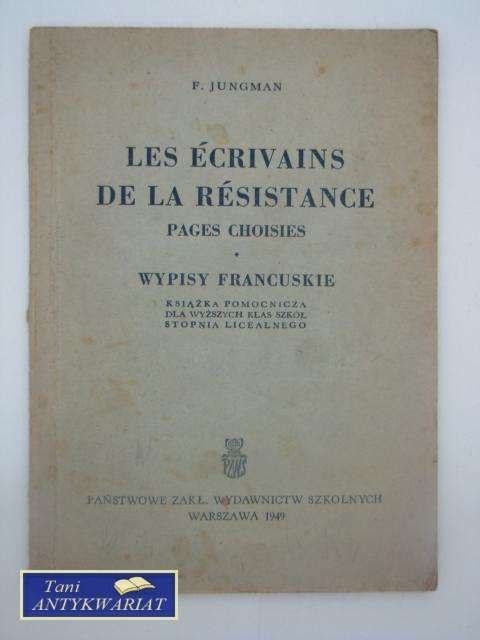 F. JUNGMAN
LES ÉCRIVAINS
DE LA RÉSISTANCE
PAGES CHOISIES
•
WYPISY FRANCUSKIE
KSIĄŻKA POMOCNICZA
DLA WYŻSZYCH KLAS SZKÓŁ
STOPNIA LICEALNEGO
PZWS
PAŃSTWOWE ZAKŁ. WYDAWNICTW SZKOLNYCH
WARSZAWA 1949
Tani
ANTYKWARIAT